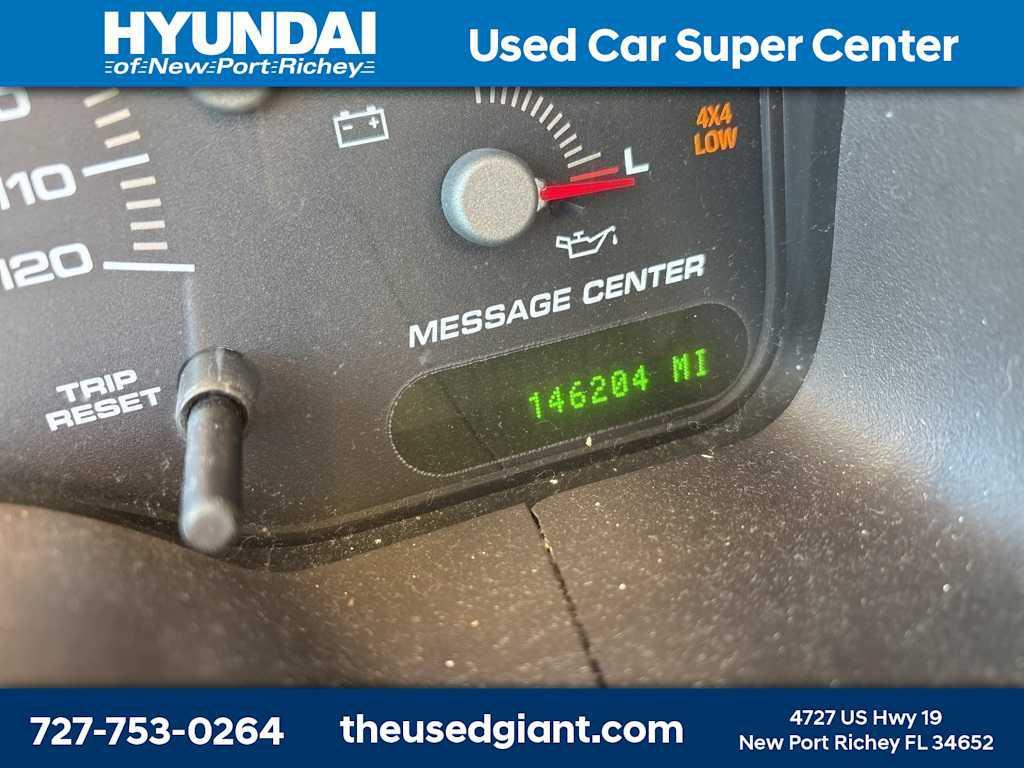 HYUNDAI
of New Port Richey
Used Car Super Center
4X4
LOW
110
L
120
MESSAGE CENTER
146204 MI
TRIP
RESET
727-753-0264
theusedgiant.com
4727 US Hwy 19
New Port Richey FL 34652